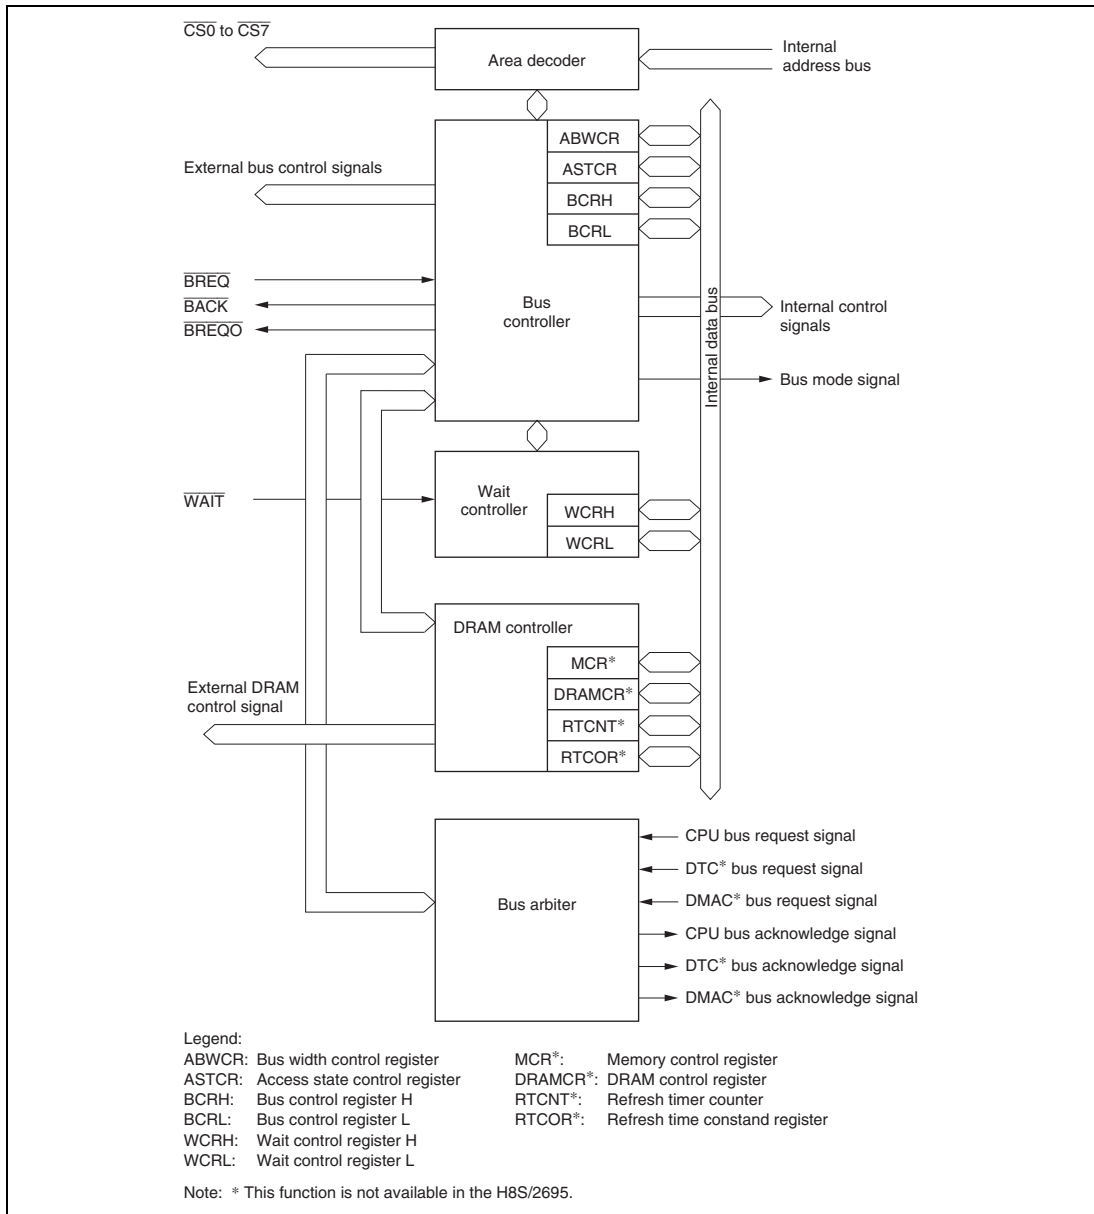 CS0 to CS7
Area decoder
Internal
address bus
ABWCR
ASTCR
BCRH
BCRL
External bus control signals
BREQ
BACK
BREQO
Bus
controller
Internal data bus
Internal control
signals
Bus mode signal
WAIT
Wait
controller
WCRH
WCRL
DRAM controller
MCR*
DRAMCR*
RTCNT*
RTCOR*
External DRAM
control signal
Bus arbiter
CPU bus request signal
DTC* bus request signal
DMAC* bus request signal
CPU bus acknowledge signal
DTC* bus acknowledge signal
DMAC* bus acknowledge signal
Legend:
ABWCR: Bus width control register
ASTCR: Access state control register
BCRH: Bus control register H
BCRL: Bus control register L
WCRH: Wait control register H
WCRL: Wait control register L
MCR*: Memory control register
DRAMCR*: DRAM control register
RTCNT*: Refresh timer counter
RTCOR*: Refresh time constand register
Note: * This function is not available in the H8S/2695.